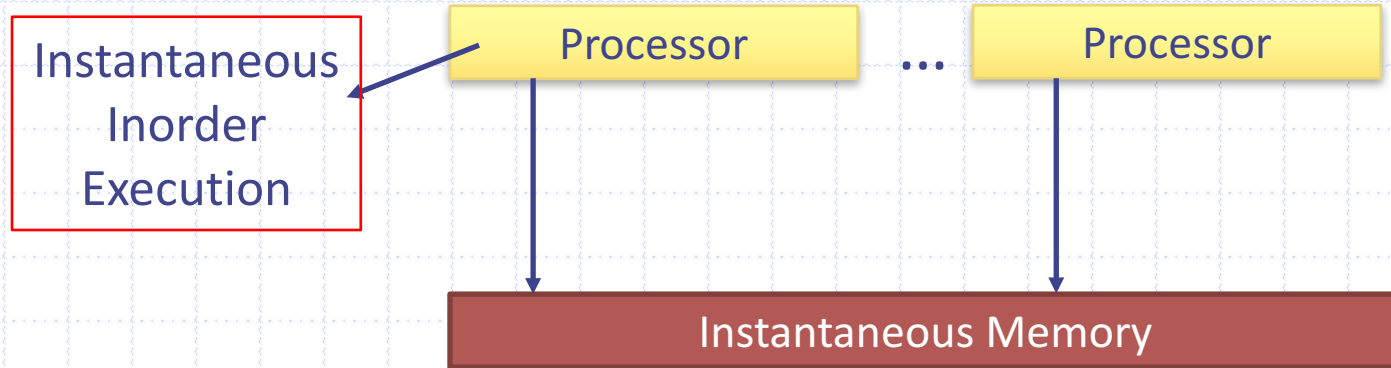 Instantaneous
Inorder
Execution
Processor
...
Processor
Instantaneous Memory